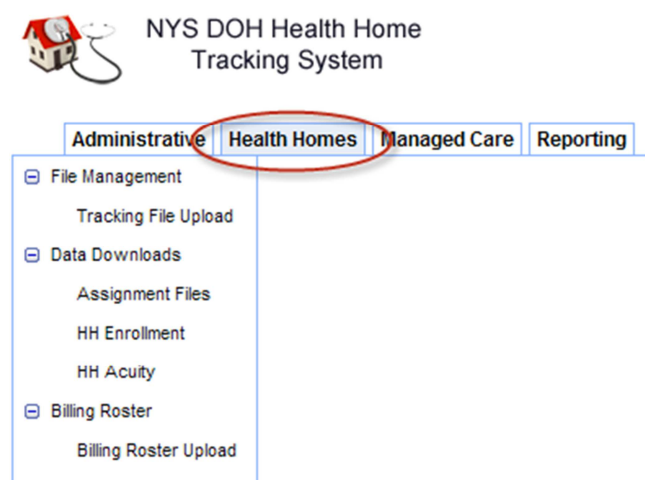 NYS DOH Health Home
Tracking System
Administrative Health Homes Managed Care Reporting
File Management
Tracking File Upload
Data Downloads
Assignment Files
HH Enrollment
HH Acuity
Billing Roster
Billing Roster Upload